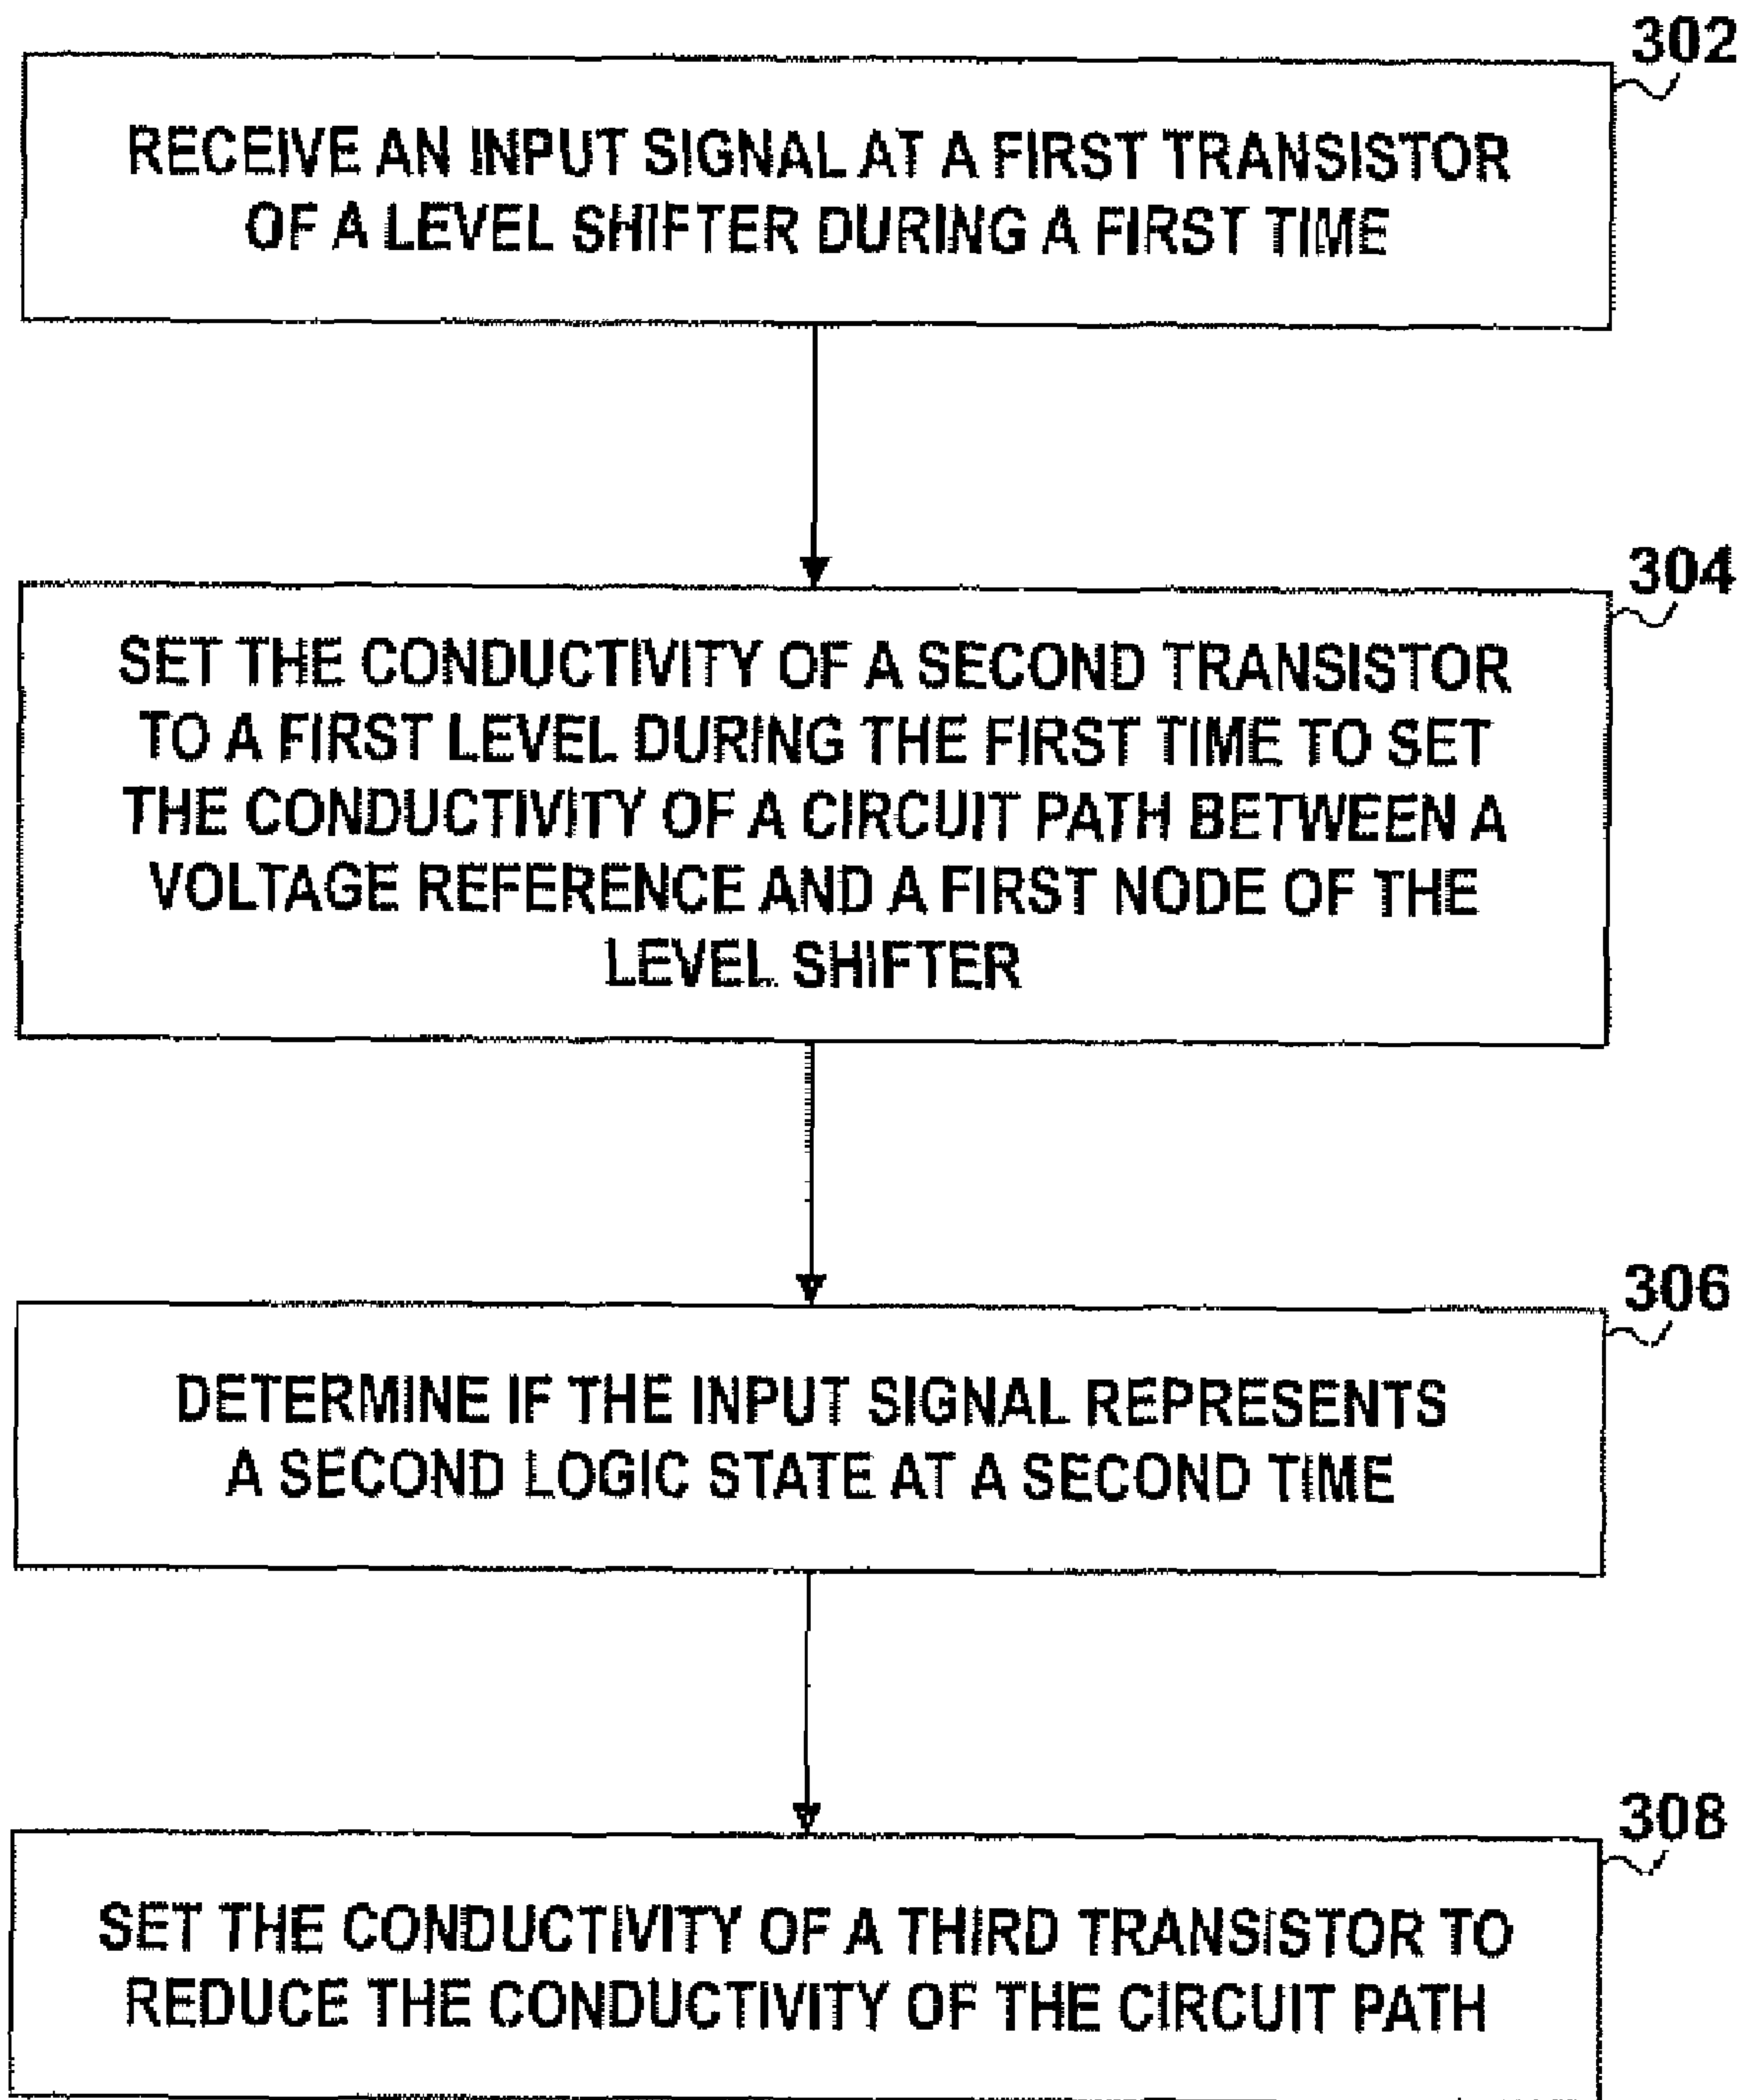 302
RECEIVE AN INPUT SIGNAL AT A FIRST TRANSISTOR
OF A LEVEL SHIFTER DURING A FIRST TIME
304
SET THE CONDUCTIVITY OF A SECOND TRANSISTOR
TO A FIRST LEVEL DURING THE FIRST TIME TO SET
THE CONDUCTIVITY OF A CIRCUIT PATH BETWEEN A
VOLTAGE REFERENCE AND A FIRST NODE OF THE
LEVEL SHIFTER
306
DETERMINE IF THE INPUT SIGNAL REPRESENTS
A SECOND LOGIC STATE AT A SECOND TIME
308
SET THE CONDUCTIVITY OF A THIRD TRANSISTOR TO
REDUCE THE CONDUCTIVITY OF THE CIRCUIT PATH